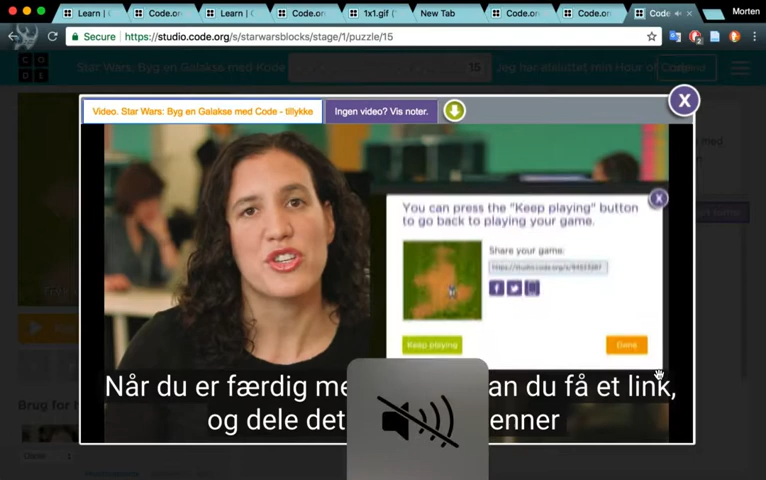 Learn | (
Code.or
Learn | (
Code.or
1x1.gif (
New Tab
Code.or
Code.or
Code
Morten
Secure
https://studio.code.org/s/starwarsblocks/stage/1/puzzle/15
Star Wars: Byg en Galakse med Kode
15
Jeg har afsluttet min Hour of Code
Video. Star Wars: Byg en Galakse med Code - tillykke
Ingen video? Vis noter.
X
You can press the "Keep playing" button
to go back to playing your game.
Share your game:
Keep playing
Done
Når du er færdig me
an du få et link,
og dele det
enner
Brug for